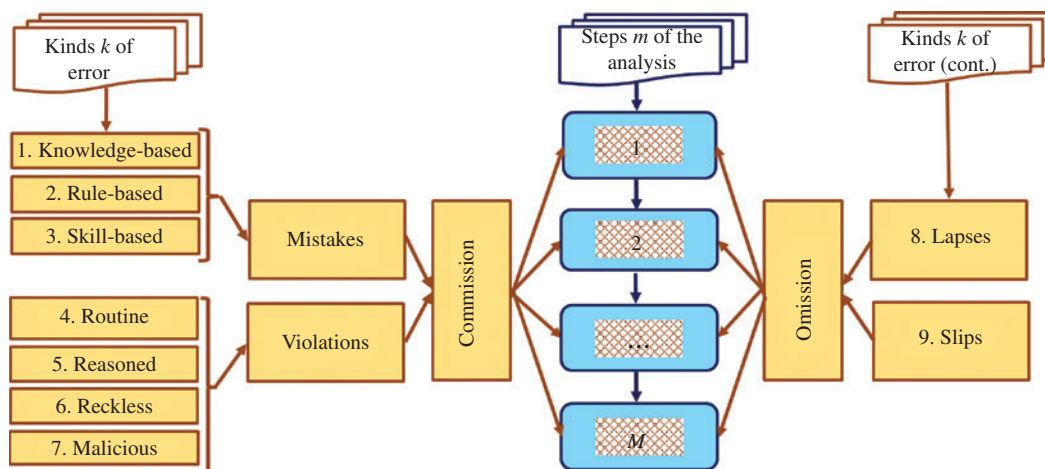 Kinds k of
error
Steps m of the
analysis
Kinds k of
error (cont.)
1. Knowledge-based
2. Rule-based
3. Skill-based
4. Routine
5. Reasoned
6. Reckless
7. Malicious
Mistakes
Violations
Commission
1
2
...
M
Omission
8. Lapses
9. Slips